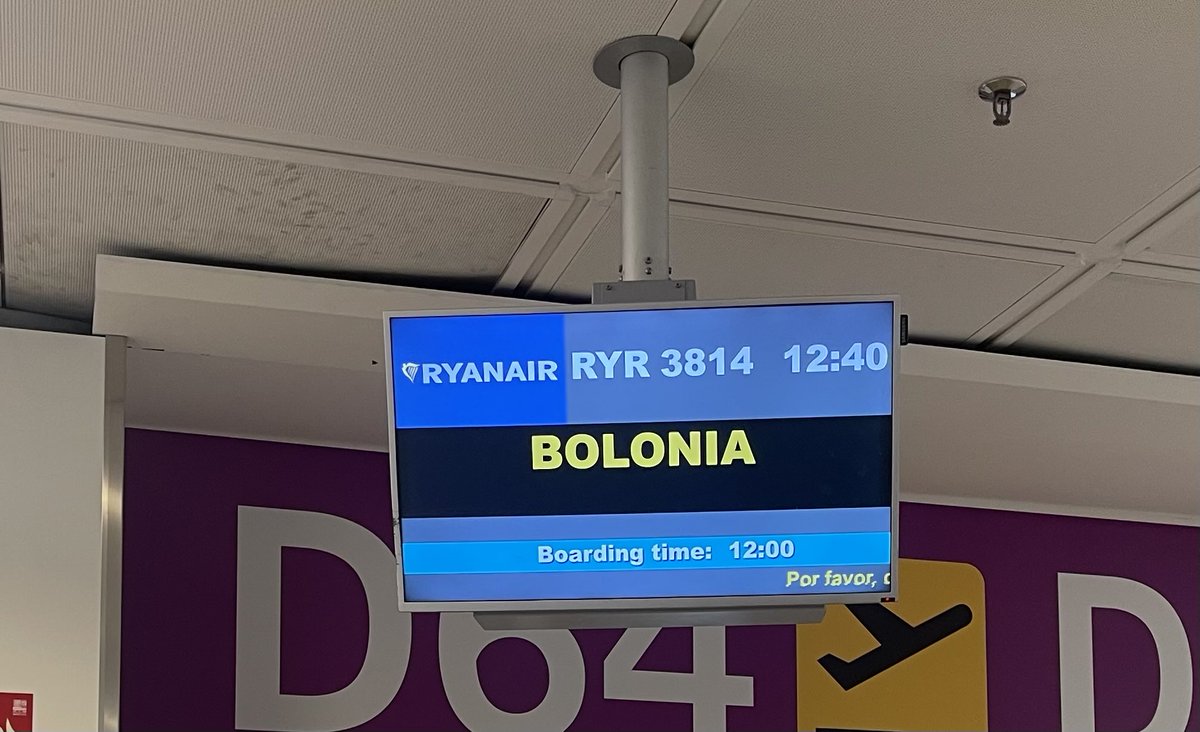 RYANAIR RYR 3814 12:40
BOLONIA
Boarding time: 12:00
Por favor,
D64
D